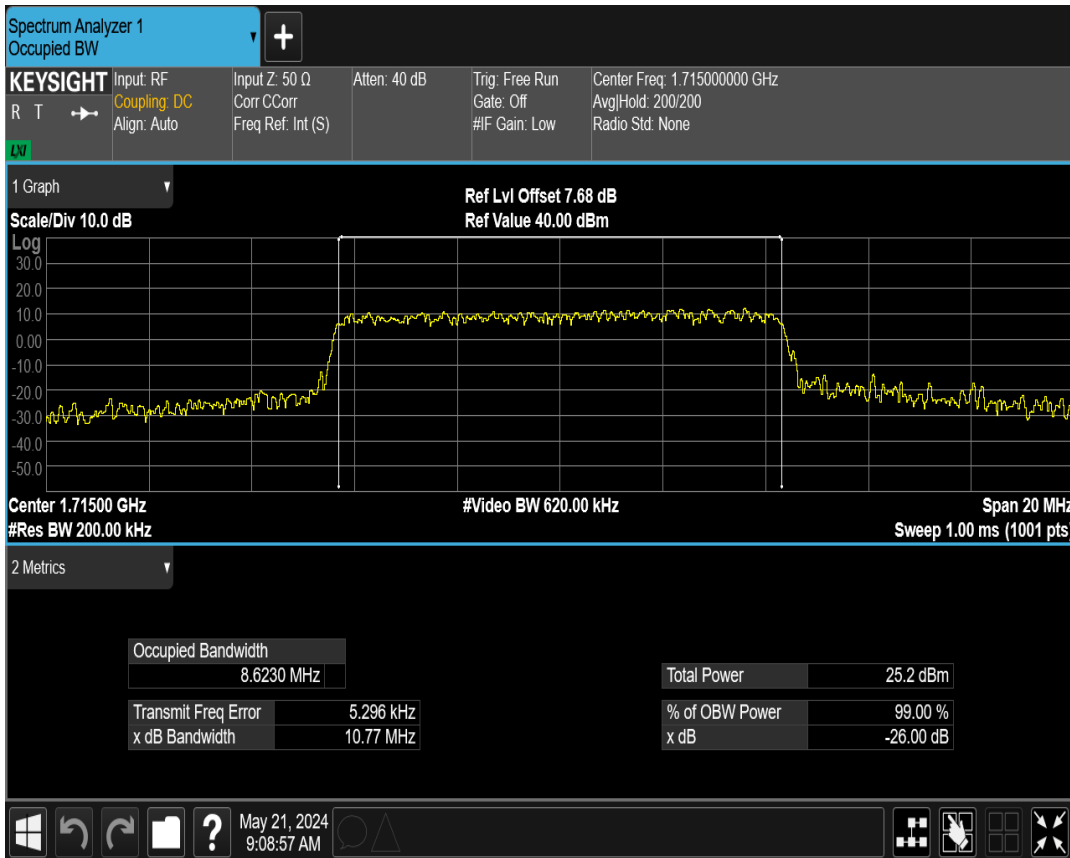 Spectrum Analyzer 1
Occupied BW
+
KEYSIGHT
R T
LXI
Input: RF
Coupling: DC
Align: Auto
Input Z: 50 Ω
Corr CCorr
Freq Ref: Int (S)
Atten: 40 dB
Trig: Free Run
Gate: Off
#IF Gain: Low
Center Freq: 1.715000000 GHz
Avg|Hold: 200/200
Radio Std: None
1 Graph
Scale/Div 10.0 dB
Ref Lvl Offset 7.68 dB
Ref Value 40.00 dBm
Log
30.0
20.0
10.0
0.00
-10.0
-20.0
-30.0
-40.0
-50.0
Center 1.71500 GHz
#Video BW 620.00 kHz
Span 20 MHz
#Res BW 200.00 kHz
Sweep 1.00 ms (1001 pts)
2 Metrics
Occupied Bandwidth
8.6230 MHz
Total Power 25.2 dBm
Transmit Freq Error 5.296 kHz
% of OBW Power 99.00 %
x dB Bandwidth 10.77 MHz
x dB -26.00 dB
?
May 21, 2024
9:08:57 AM